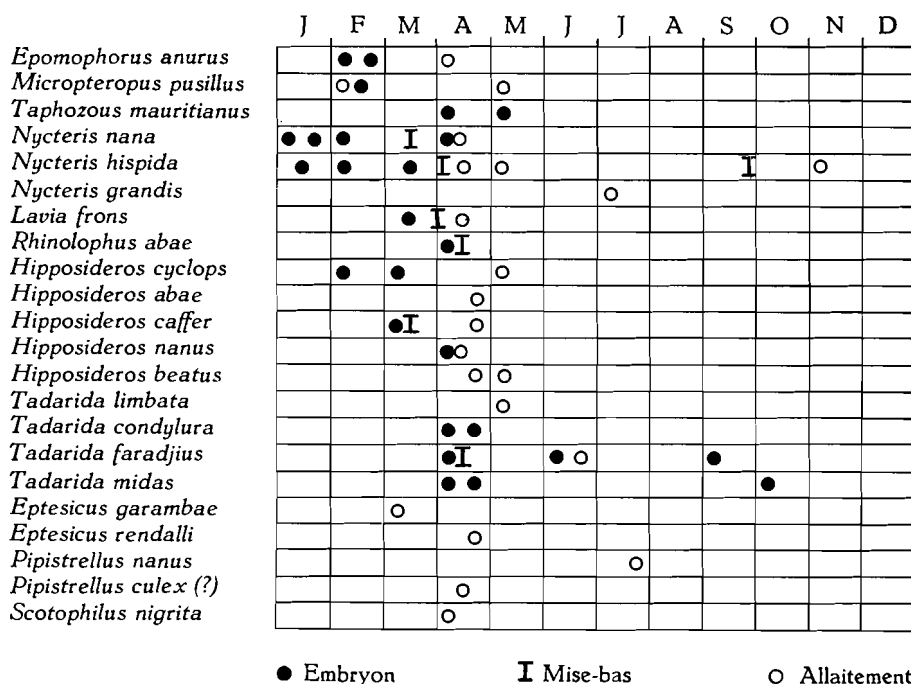 J F M A M J J A S O N D
Epomophorus anurus
Micropteropus pusillus
Taphozous mauritianus
Nycteris nana
Nycteris hispida
Nycteris grandis
Lavia frons
Rhinolophus abae
Hipposideros cyclops
Hipposideros abae
Hipposideros caffer
Hipposideros nanus
Hipposideros beatus
Tadarida limbata
Tadarida condylura
Tadarida faradjius
Tadarida midas
Eptesicus garambae
Eptesicus rendalli
Pipistrellus nanus
Pipistrellus culex (?)
Scotophilus nigrita
Embryon Mise-bas Allaitement